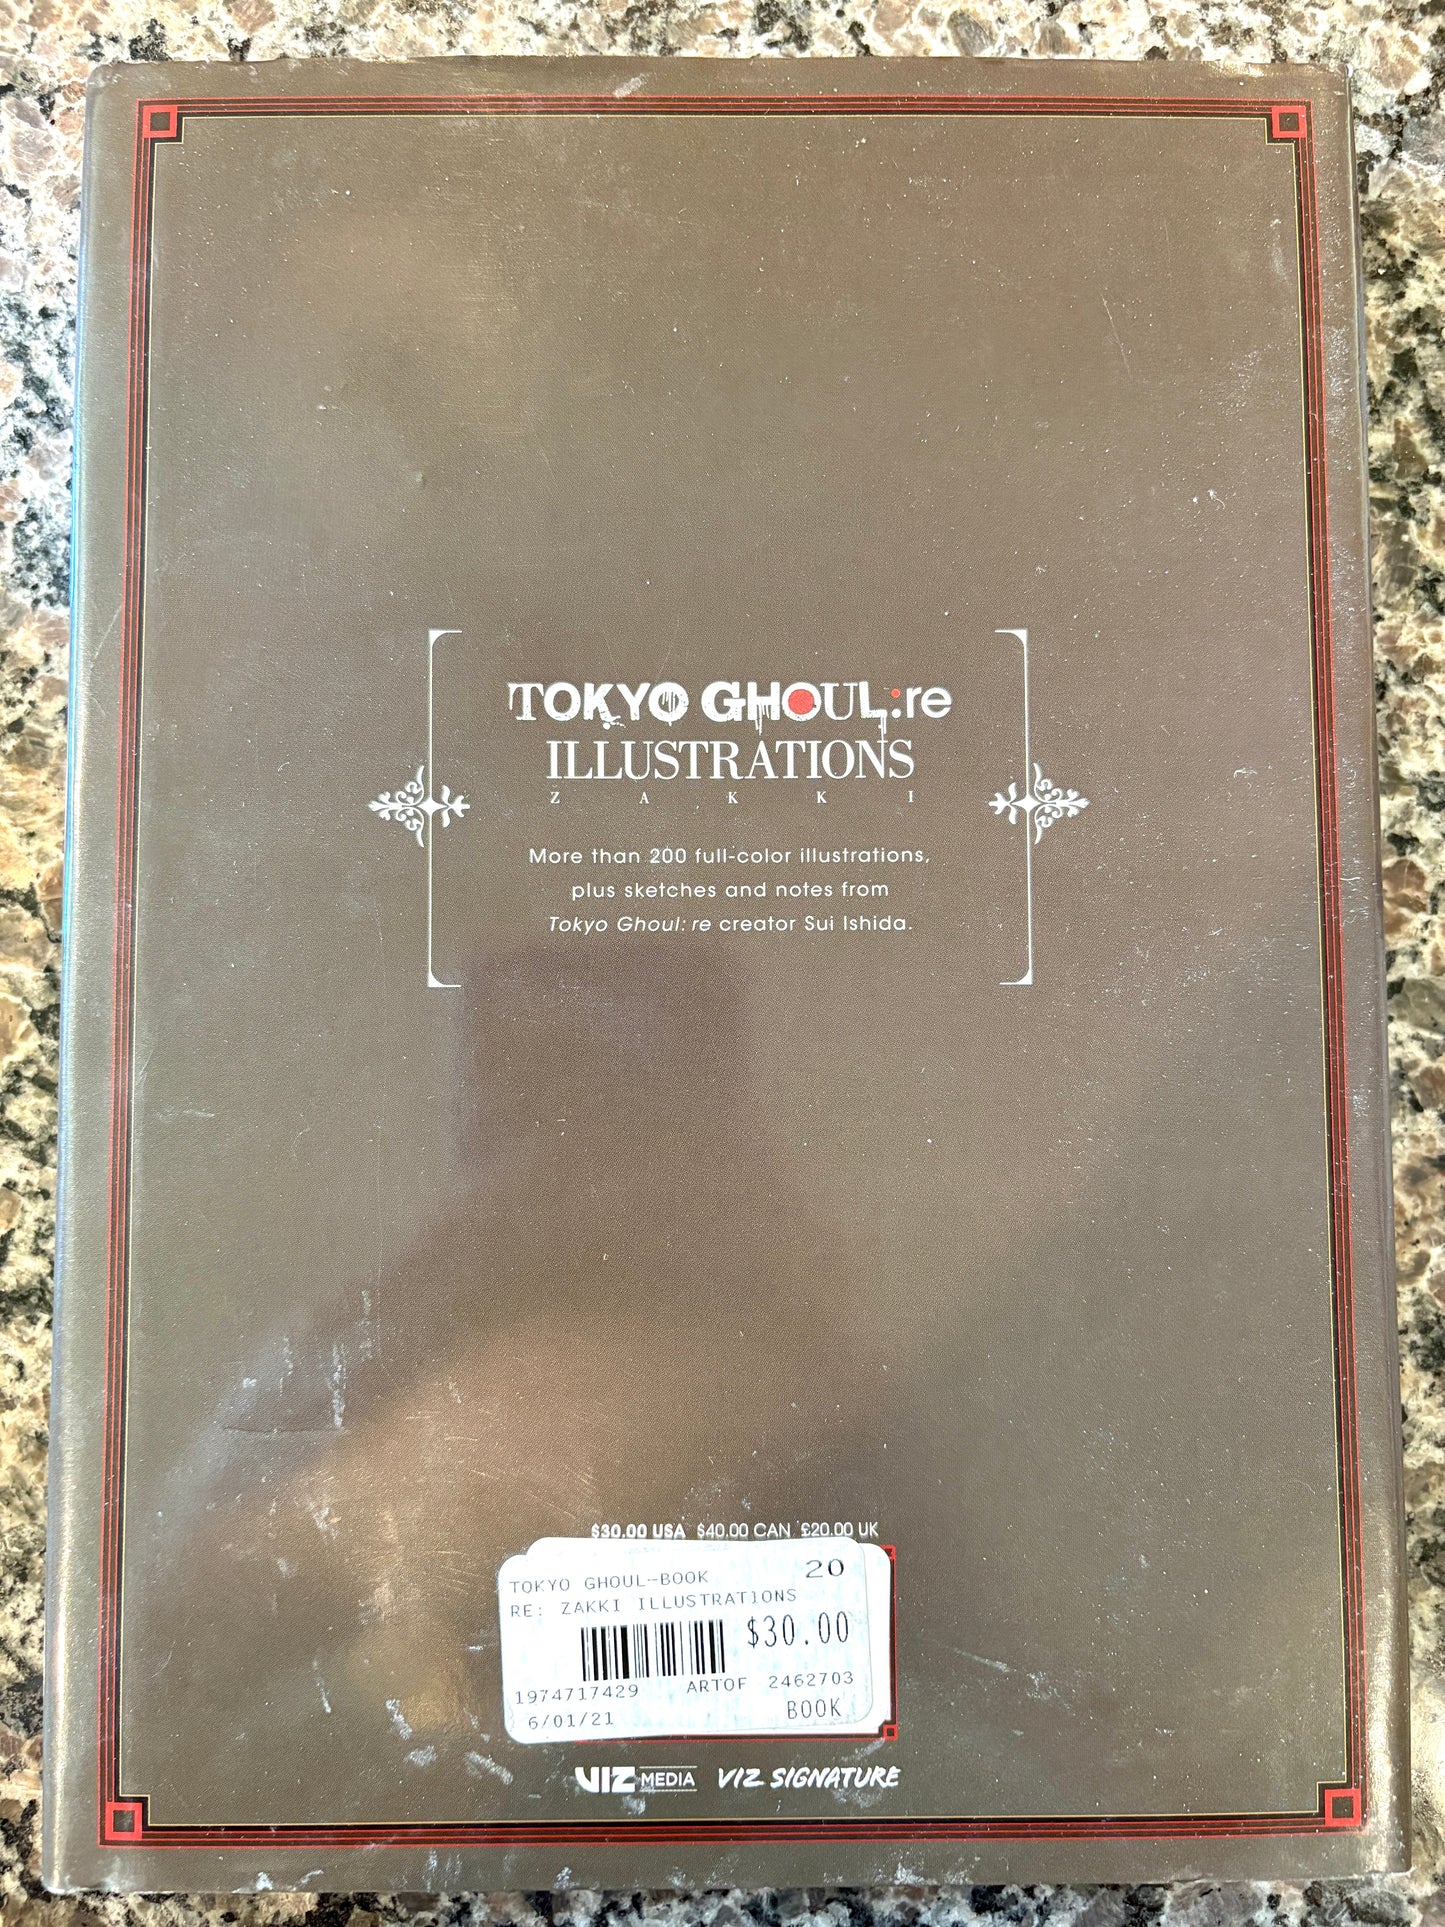 TOKYO GHOUL:re
ILLUSTRATIONS
ZAKKI
More than 200 full-color illustrations,
plus sketches and notes from
Tokyo Ghoul: re creator Sui Ishida.
$30.00 USA $40.00 CAN £20.00 UK
TOKYO GHOUL-BOOK 20
RE: ZAKKI ILLUSTRATIONS
$30.00
1974717429 ARTOF 2462703
6/01/21 BOOK
VIZ MEDIA VIZ SIGNATURE